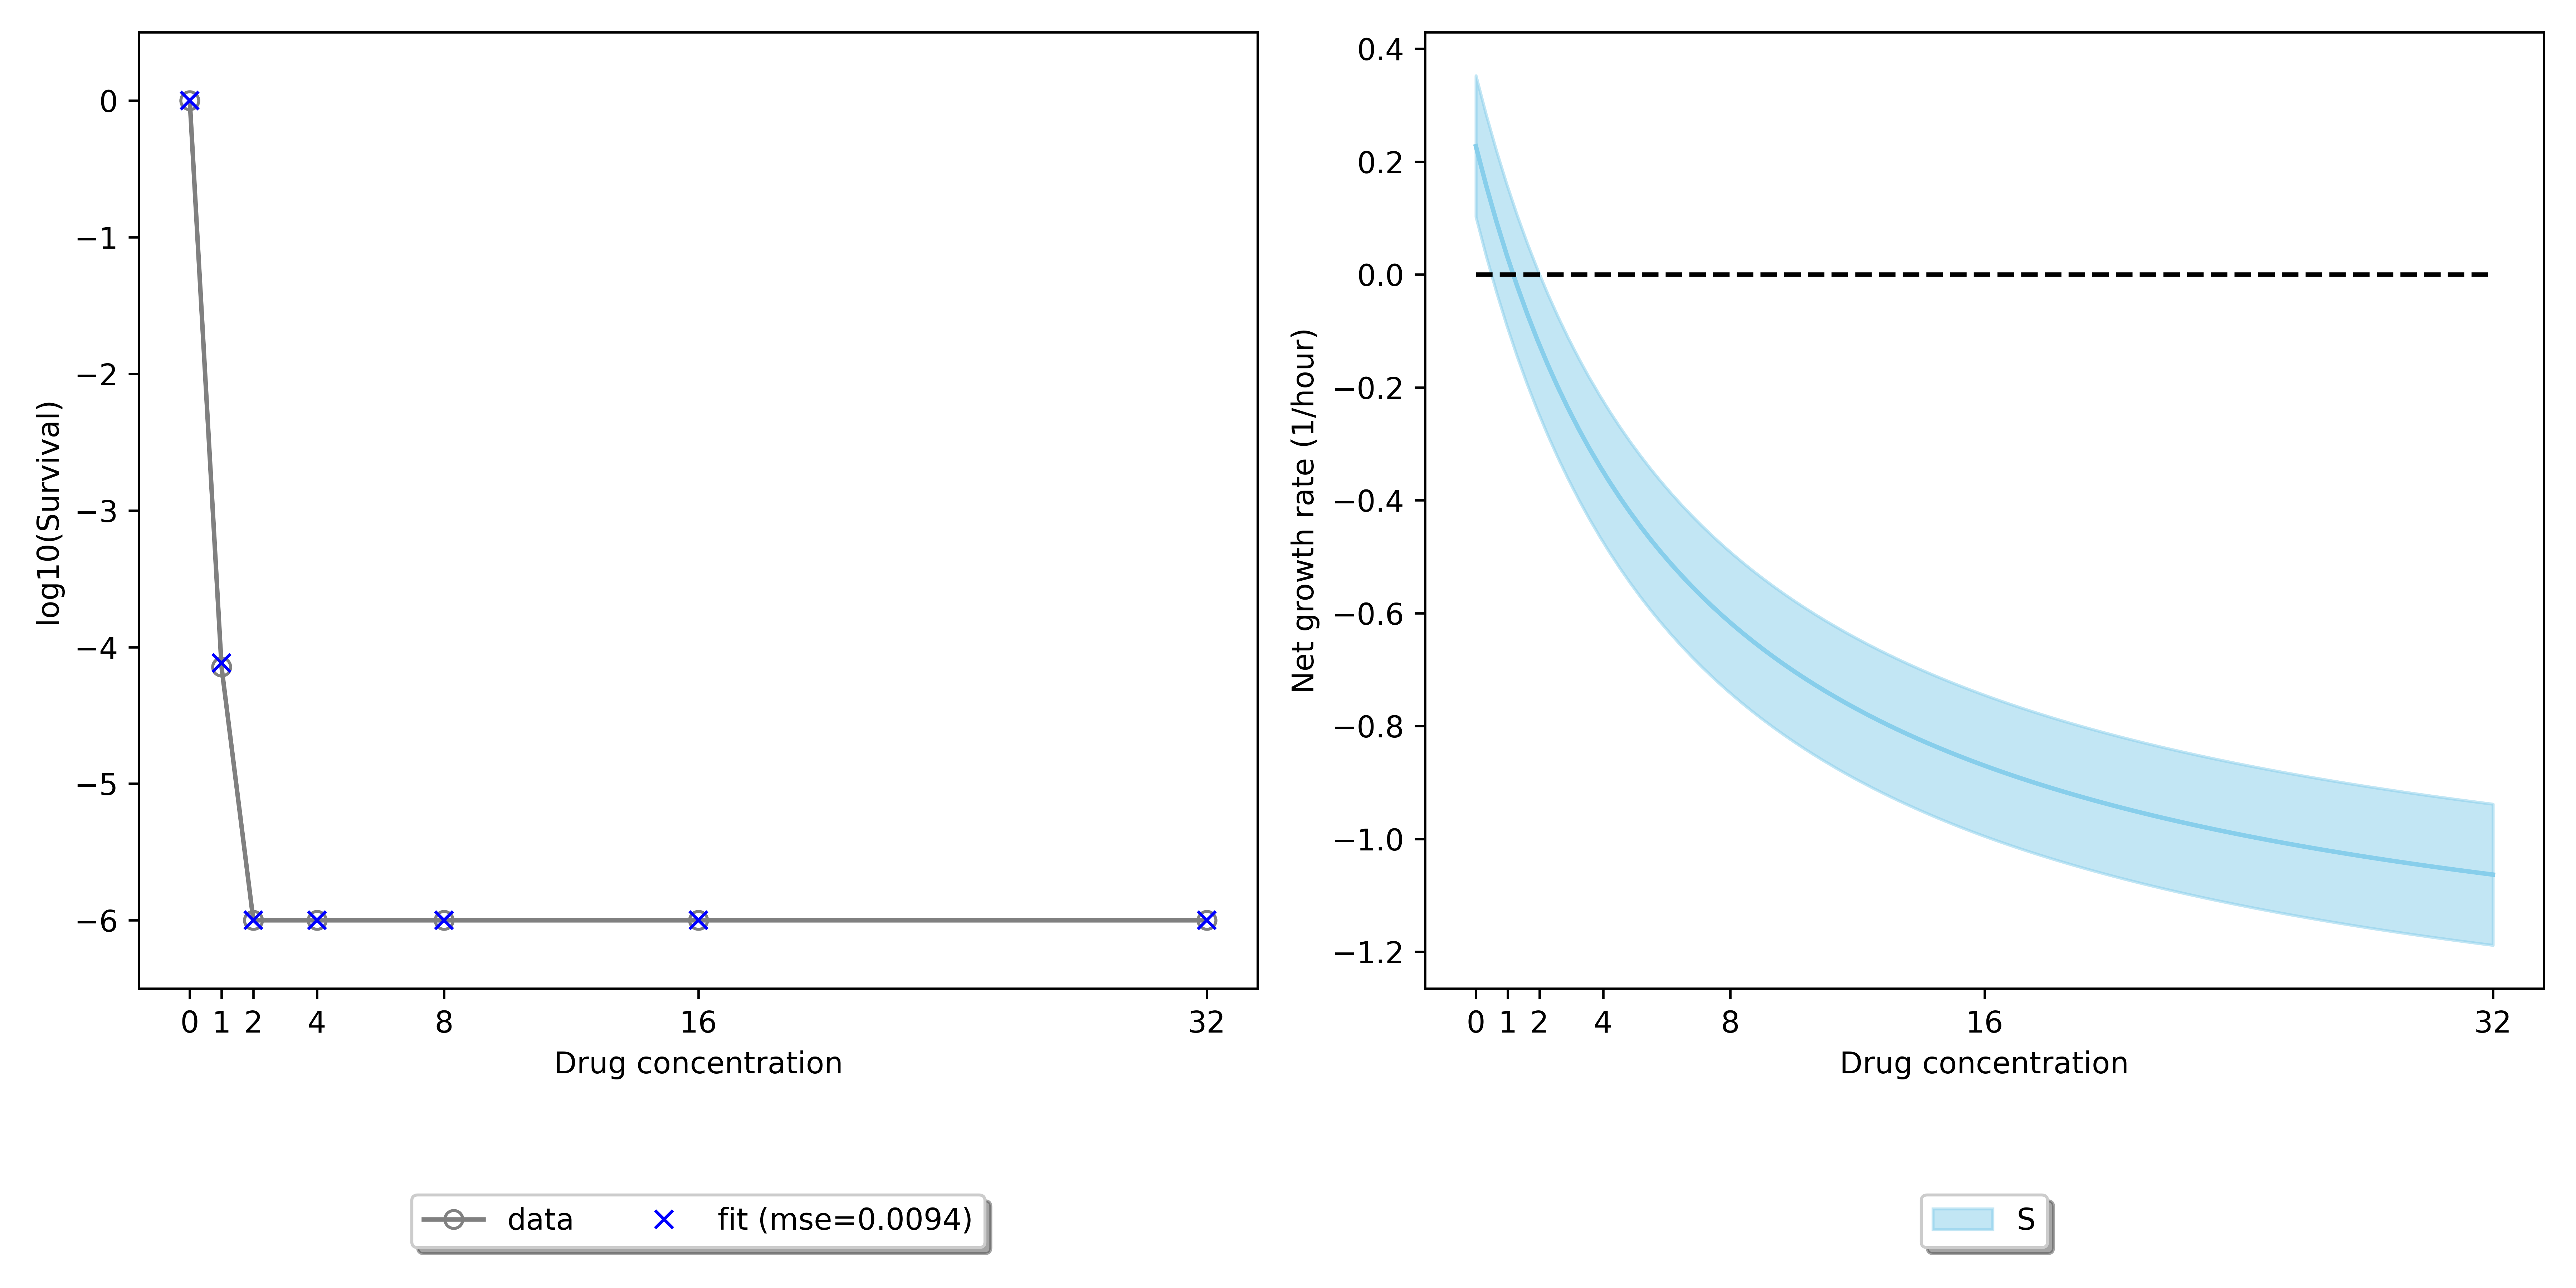 log10(Survival)
0
−1
−2
−3
−4
−5
−6
0 1 2 4 8 16 32
Drug concentration
data fit (mse=0.0094)
Net growth rate (1/hour)
0.4
0.2
0.0
−0.2
−0.4
−0.6
−0.8
−1.0
−1.2
0 1 2 4 8 16 32
Drug concentration
S